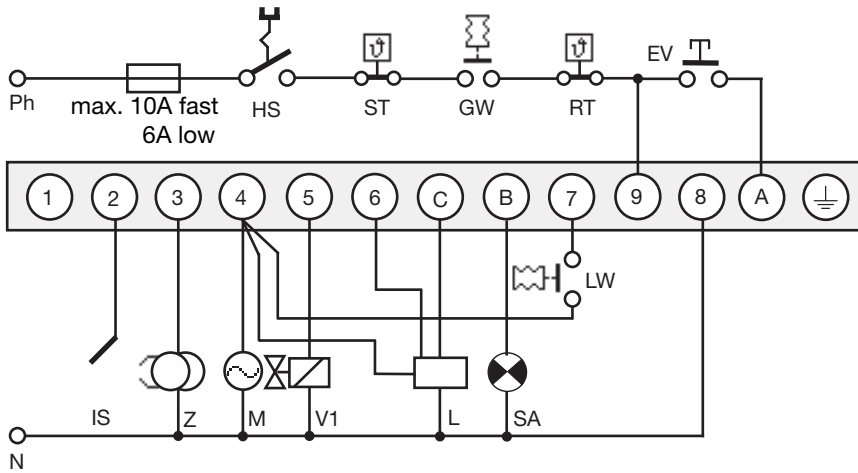 ϑ ϑ
EV
Ph max. 10A fast HS ST GW RT
6A low
1 2 3 4 5 6 C B 7 9 8 A
LW
IS Z M V1 L SA
N